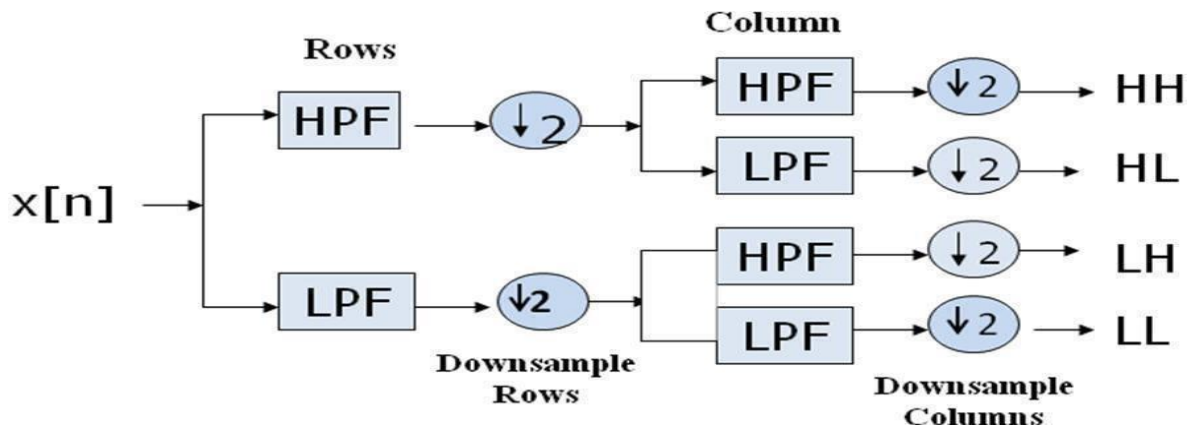 Rows
Column
HPF
↓2
HPF
↓2
HH
LPF
↓2
HL
x[n]
HPF
↓2
LH
LPF
↓2
LPF
↓2
LL
Downsample
Rows
Downsample
Columns